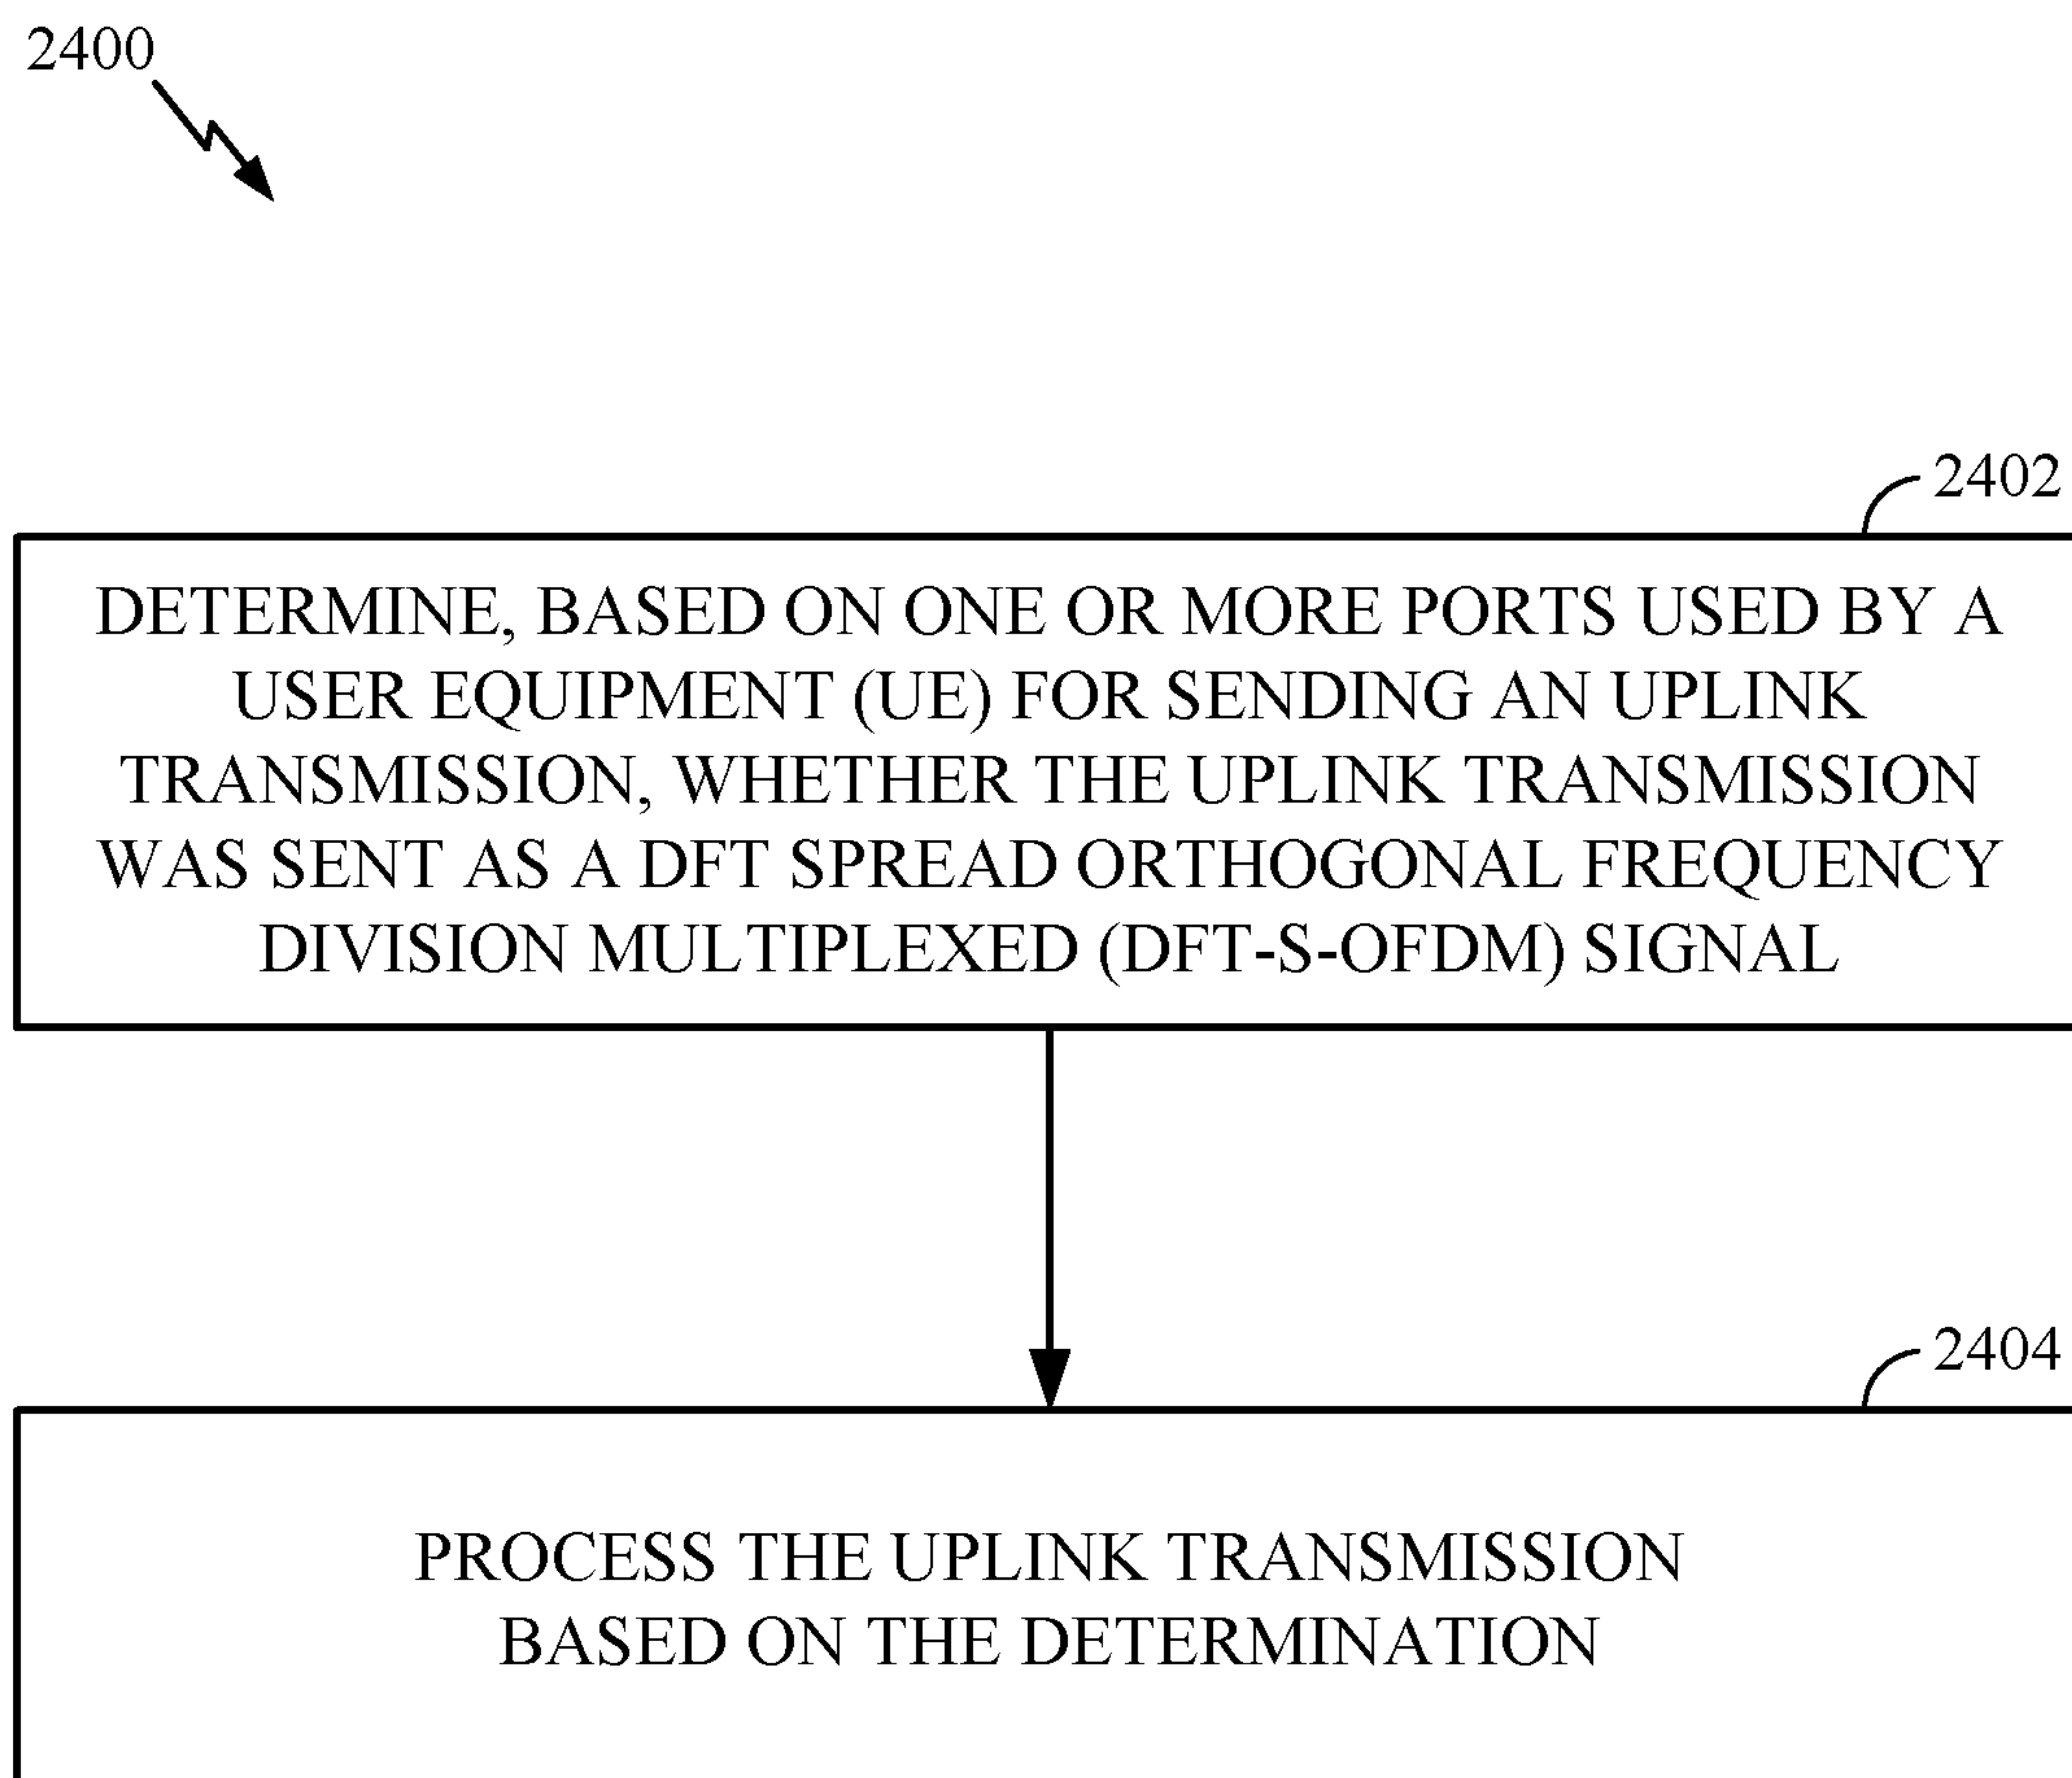 2400
2402
DETERMINE, BASED ON ONE OR MORE PORTS USED BY A
USER EQUIPMENT (UE) FOR SENDING AN UPLINK
TRANSMISSION, WHETHER THE UPLINK TRANSMISSION
WAS SENT AS A DFT SPREAD ORTHOGONAL FREQUENCY
DIVISION MULTIPLEXED (DFT-S-OFDM) SIGNAL
2404
PROCESS THE UPLINK TRANSMISSION
BASED ON THE DETERMINATION